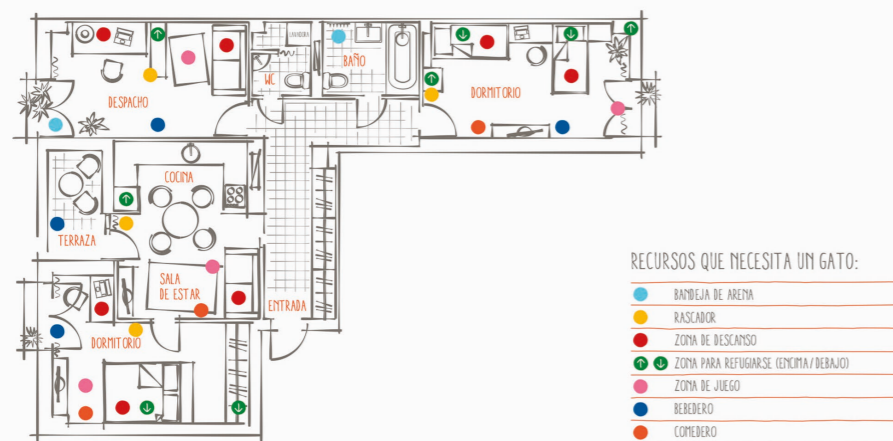 LAVADORA
WC
BAÑO
DESPACHO
DORMITORIO
COCINA
TERRAZA
SALA
DE ESTAR
ENTRADA
DORMITORIO
RECURSOS QUE NECESITA UN GATO:
BANDEJA DE ARENA
RASCADOR
ZONA DE DESCANSO
ZONA PARA REFUGIARSE (ENCIMA/DEBAJO)
ZONA DE JUEGO
BEBEDERO
COMEDERO